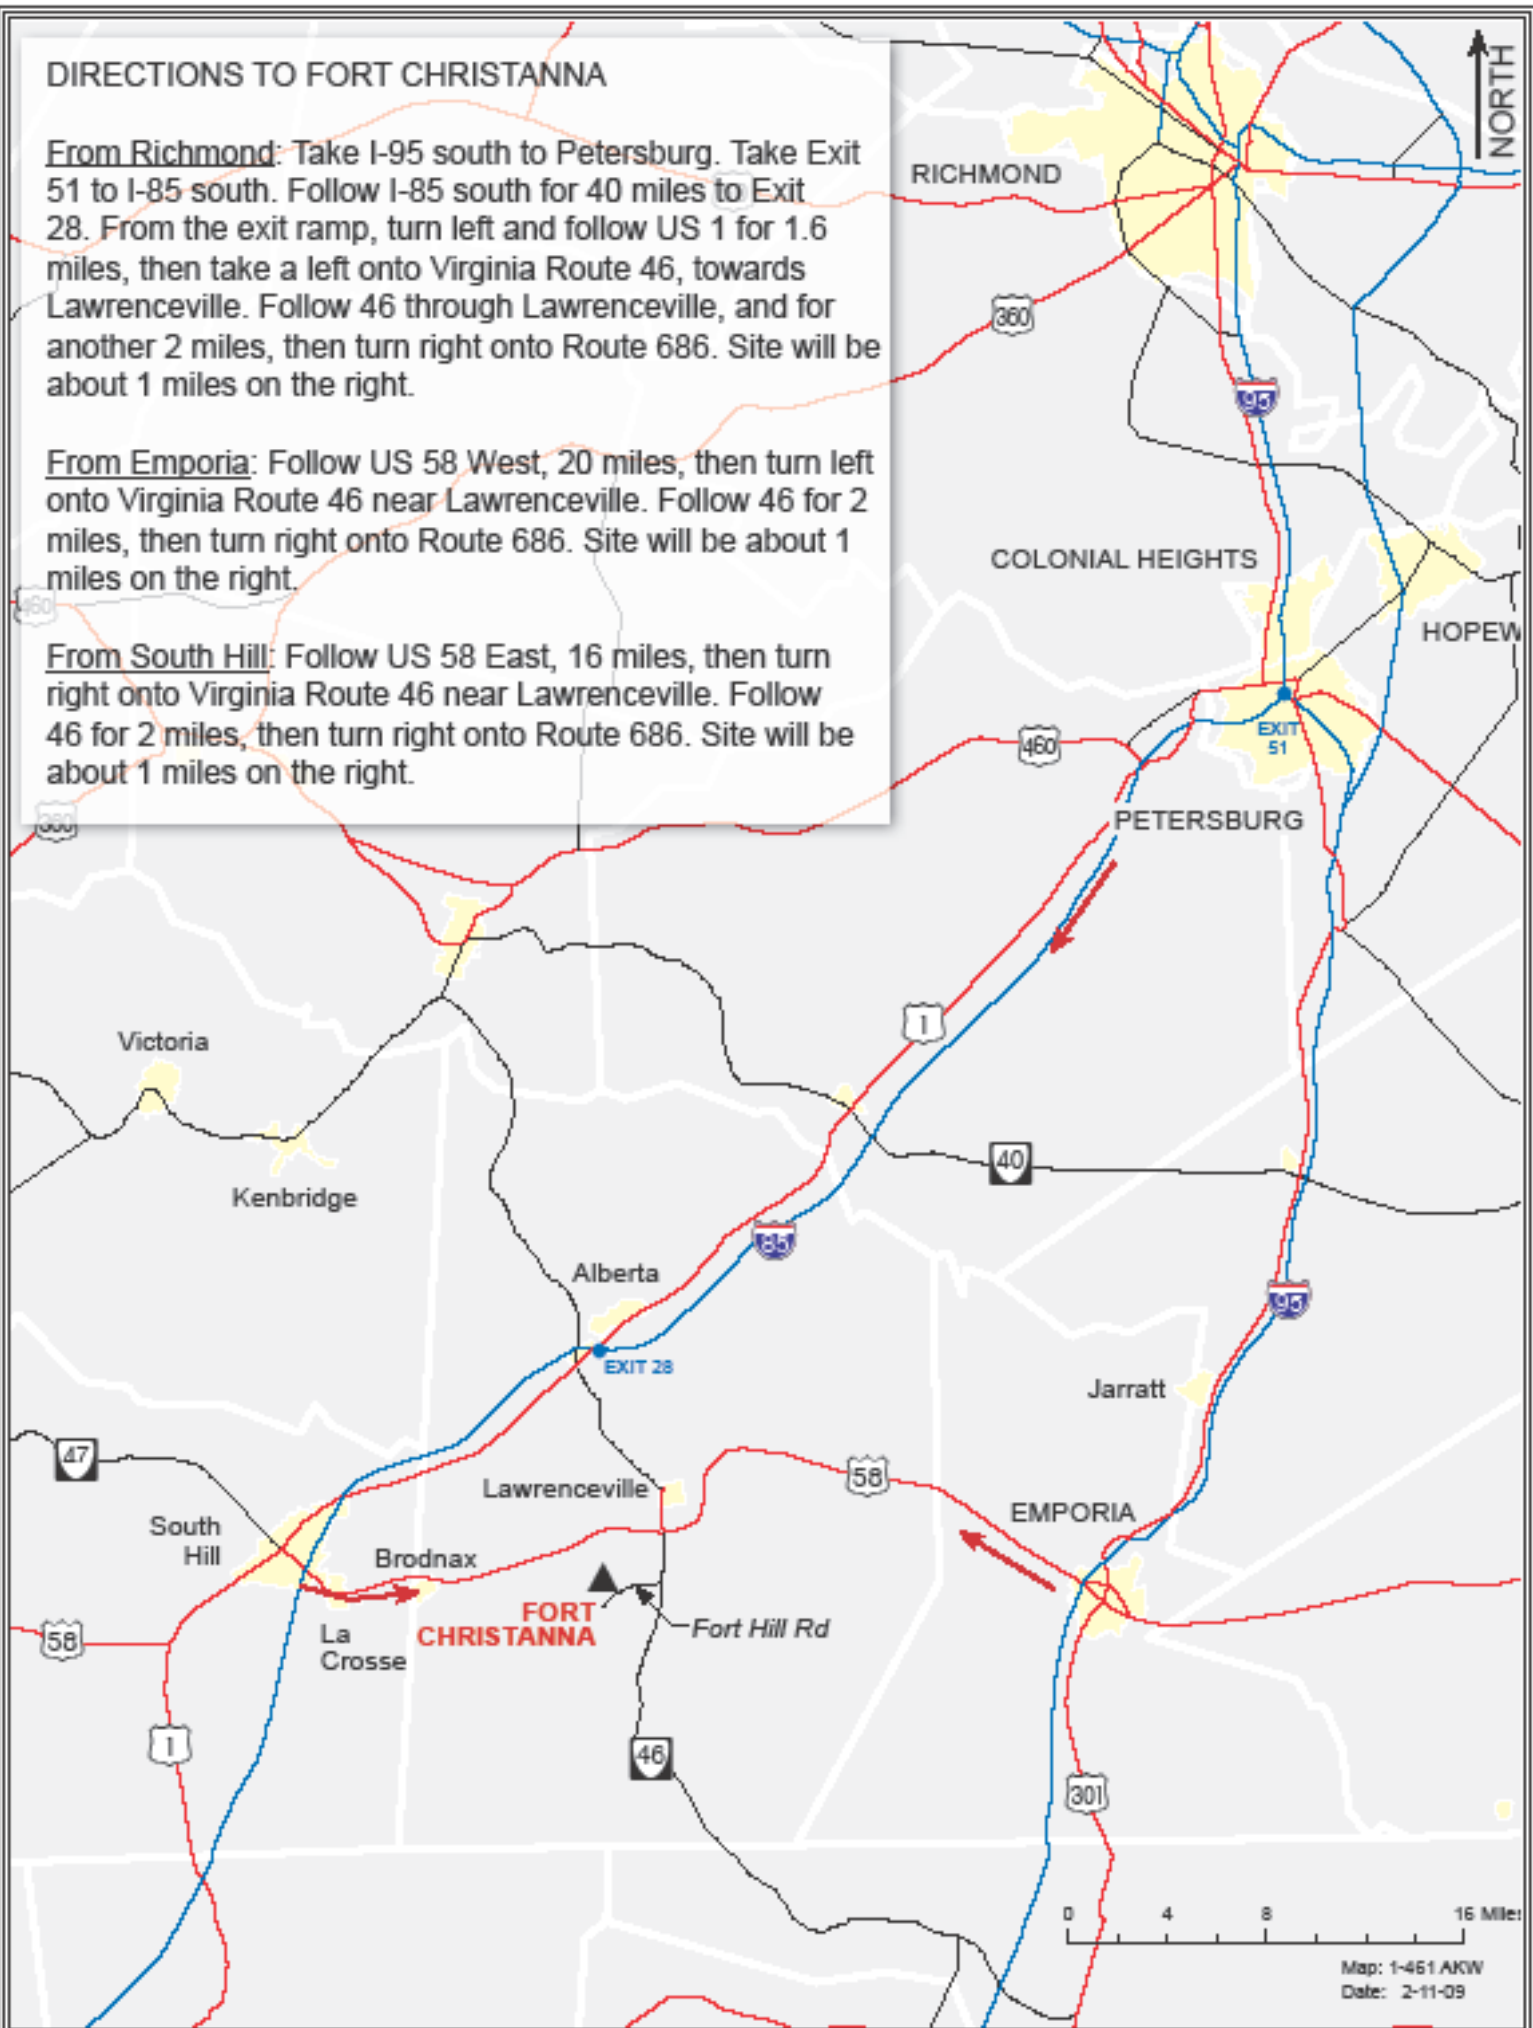 DIRECTIONS TO FORT CHRISTANNA
From Richmond: Take I-95 south to Petersburg. Take Exit
51 to I-85 south. Follow I-85 south for 40 miles to Exit
28. From the exit ramp, turn left and follow US 1 for 1.6
miles, then take a left onto Virginia Route 46, towards
Lawrenceville. Follow 46 through Lawrenceville, and for
another 2 miles, then turn right onto Route 686. Site will be
about 1 miles on the right.
From Emporia: Follow US 58 West, 20 miles, then turn left
onto Virginia Route 46 near Lawrenceville. Follow 46 for 2
miles, then turn right onto Route 686. Site will be about 1
miles on the right.
From South Hill: Follow US 58 East, 16 miles, then turn
right onto Virginia Route 46 near Lawrenceville. Follow
46 for 2 miles, then turn right onto Route 686. Site will be
about 1 miles on the right.
NORTH
RICHMOND
360
95
COLONIAL HEIGHTS
460
HOPEW
EXIT
51
460
360
PETERSBURG
1
Victoria
40
Kenbridge
85
Alberta
95
EXIT 28
Jarratt
47
58
Lawrenceville
EMPORIA
South
Hill
Brodnax
FORT
CHRISTANNA
Fort Hill Rd
58
La
Crosse
1
46
301
0 4 8 16 Miles
Map: 1-461 AKW
Date: 2-11-09